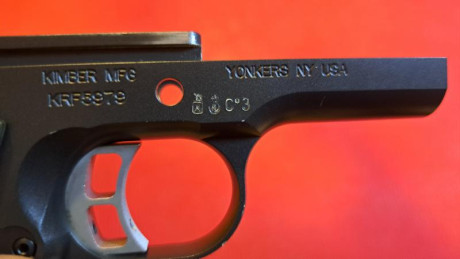 KIMBER MFG
YONKERS NY USA
KRF5979
C*3